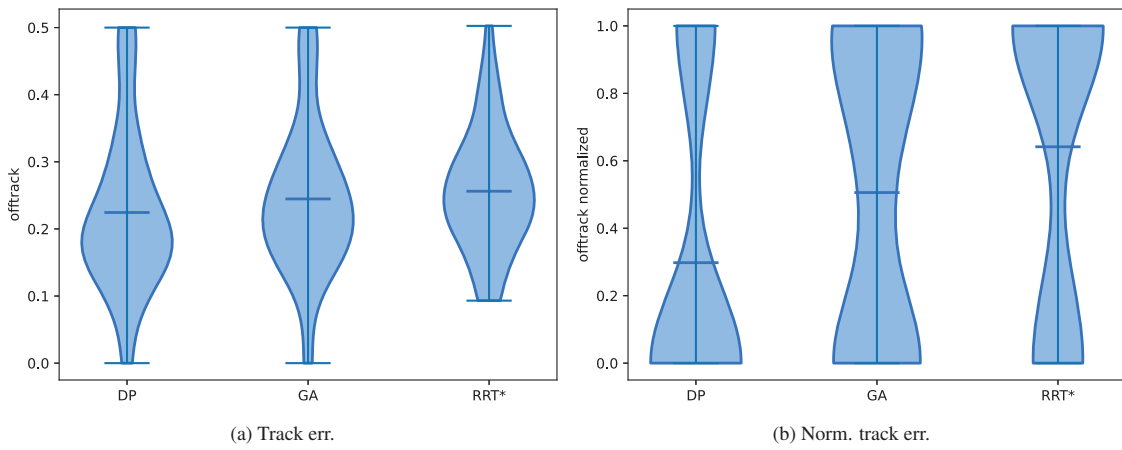 0.5
0.4
0.3
0.2
0.1
0.0
offtrack
DP GA RRT*
(a) Track err.
1.0
0.8
0.6
0.4
0.2
0.0
offtrack normalized
DP GA RRT*
(b) Norm. track err.